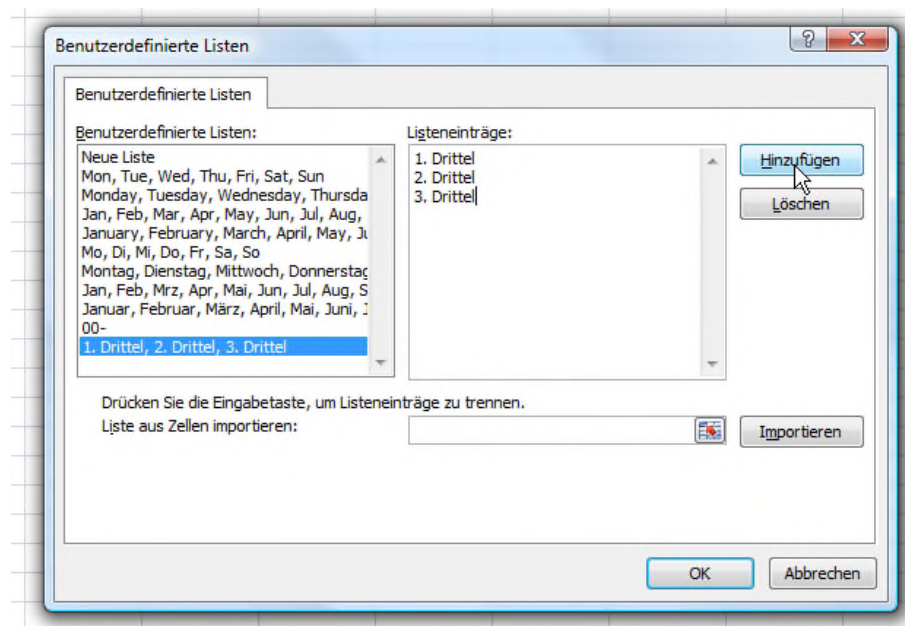 Benutzerdefinierte Listen
Benutzerdefinierte Listen
Benutzerdefinierte Listen:
Neue Liste
Mon, Tue, Wed, Thu, Fri, Sat, Sun
Monday, Tuesday, Wednesday, Thursda
Jan, Feb, Mar, Apr, May, Jun, Jul, Aug,
January, February, March, April, May, Ju
Mo, Di, Mi, Do, Fr, Sa, So
Montag, Dienstag, Mittwoch, Donnerstag
Jan, Feb, Mrz, Apr, Mai, Jun, Jul, Aug, S
Januar, Februar, März, April, Mai, Juni,
00-
1. Drittel, 2. Drittel, 3. Drittel
Listeneinträge:
1. Drittel
2. Drittel
3. Drittel
Hinzufügen
Löschen
Drücken Sie die Eingabetaste, um Listeneinträge zu trennen.
Liste aus Zellen importieren:
Importieren
OK
Abbrechen